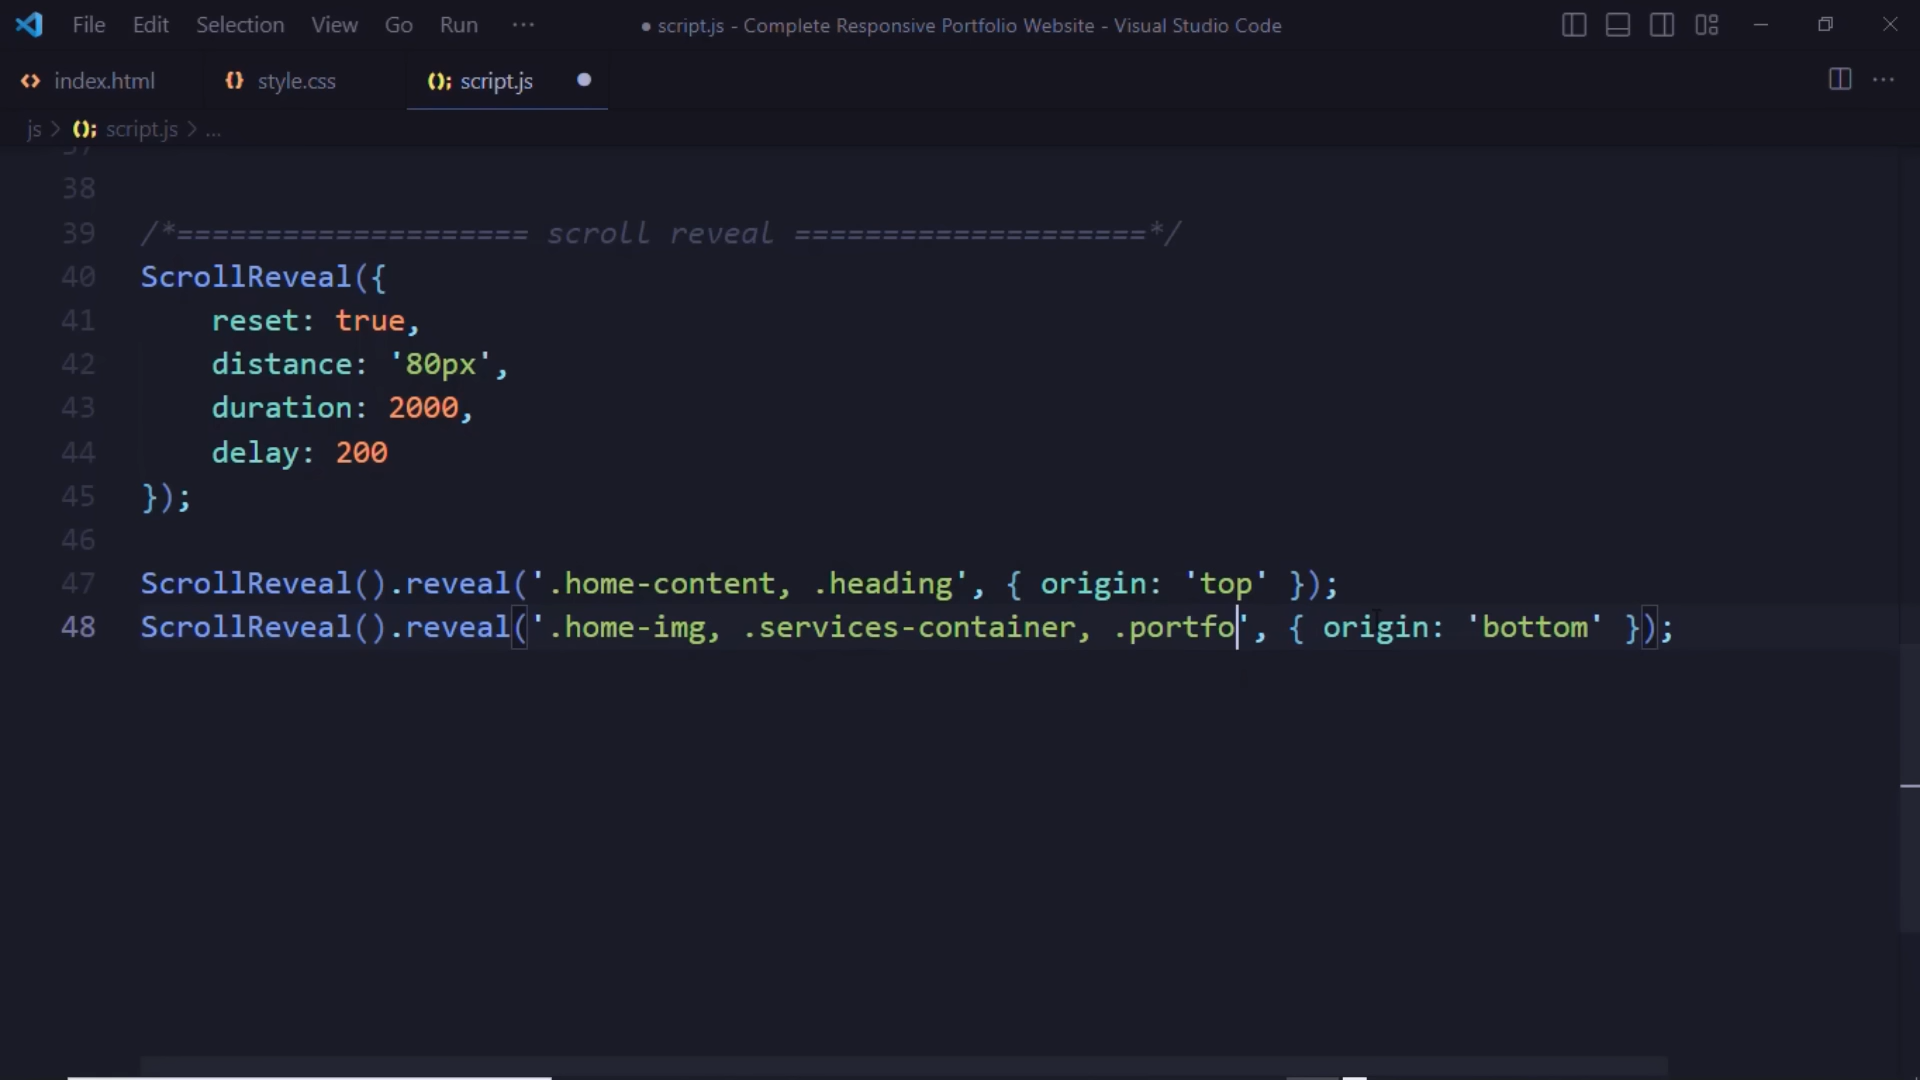 File Edit Selection View Go Run ··· ● script.js - Complete Responsive Portfolio Website - Visual Studio Code
index.html style.css script.js
js > script.js > ...
37
38
39 /*==================== scroll reveal ====================*/
40 ScrollReveal({
41 reset: true,
42 distance: '80px',
43 duration: 2000,
44 delay: 200
45 });
46
47 ScrollReveal().reveal('.home-content, .heading', { origin: 'top' });
48 ScrollReveal().reveal('.home-img, .services-container, .portfo', { origin: 'bottom' });